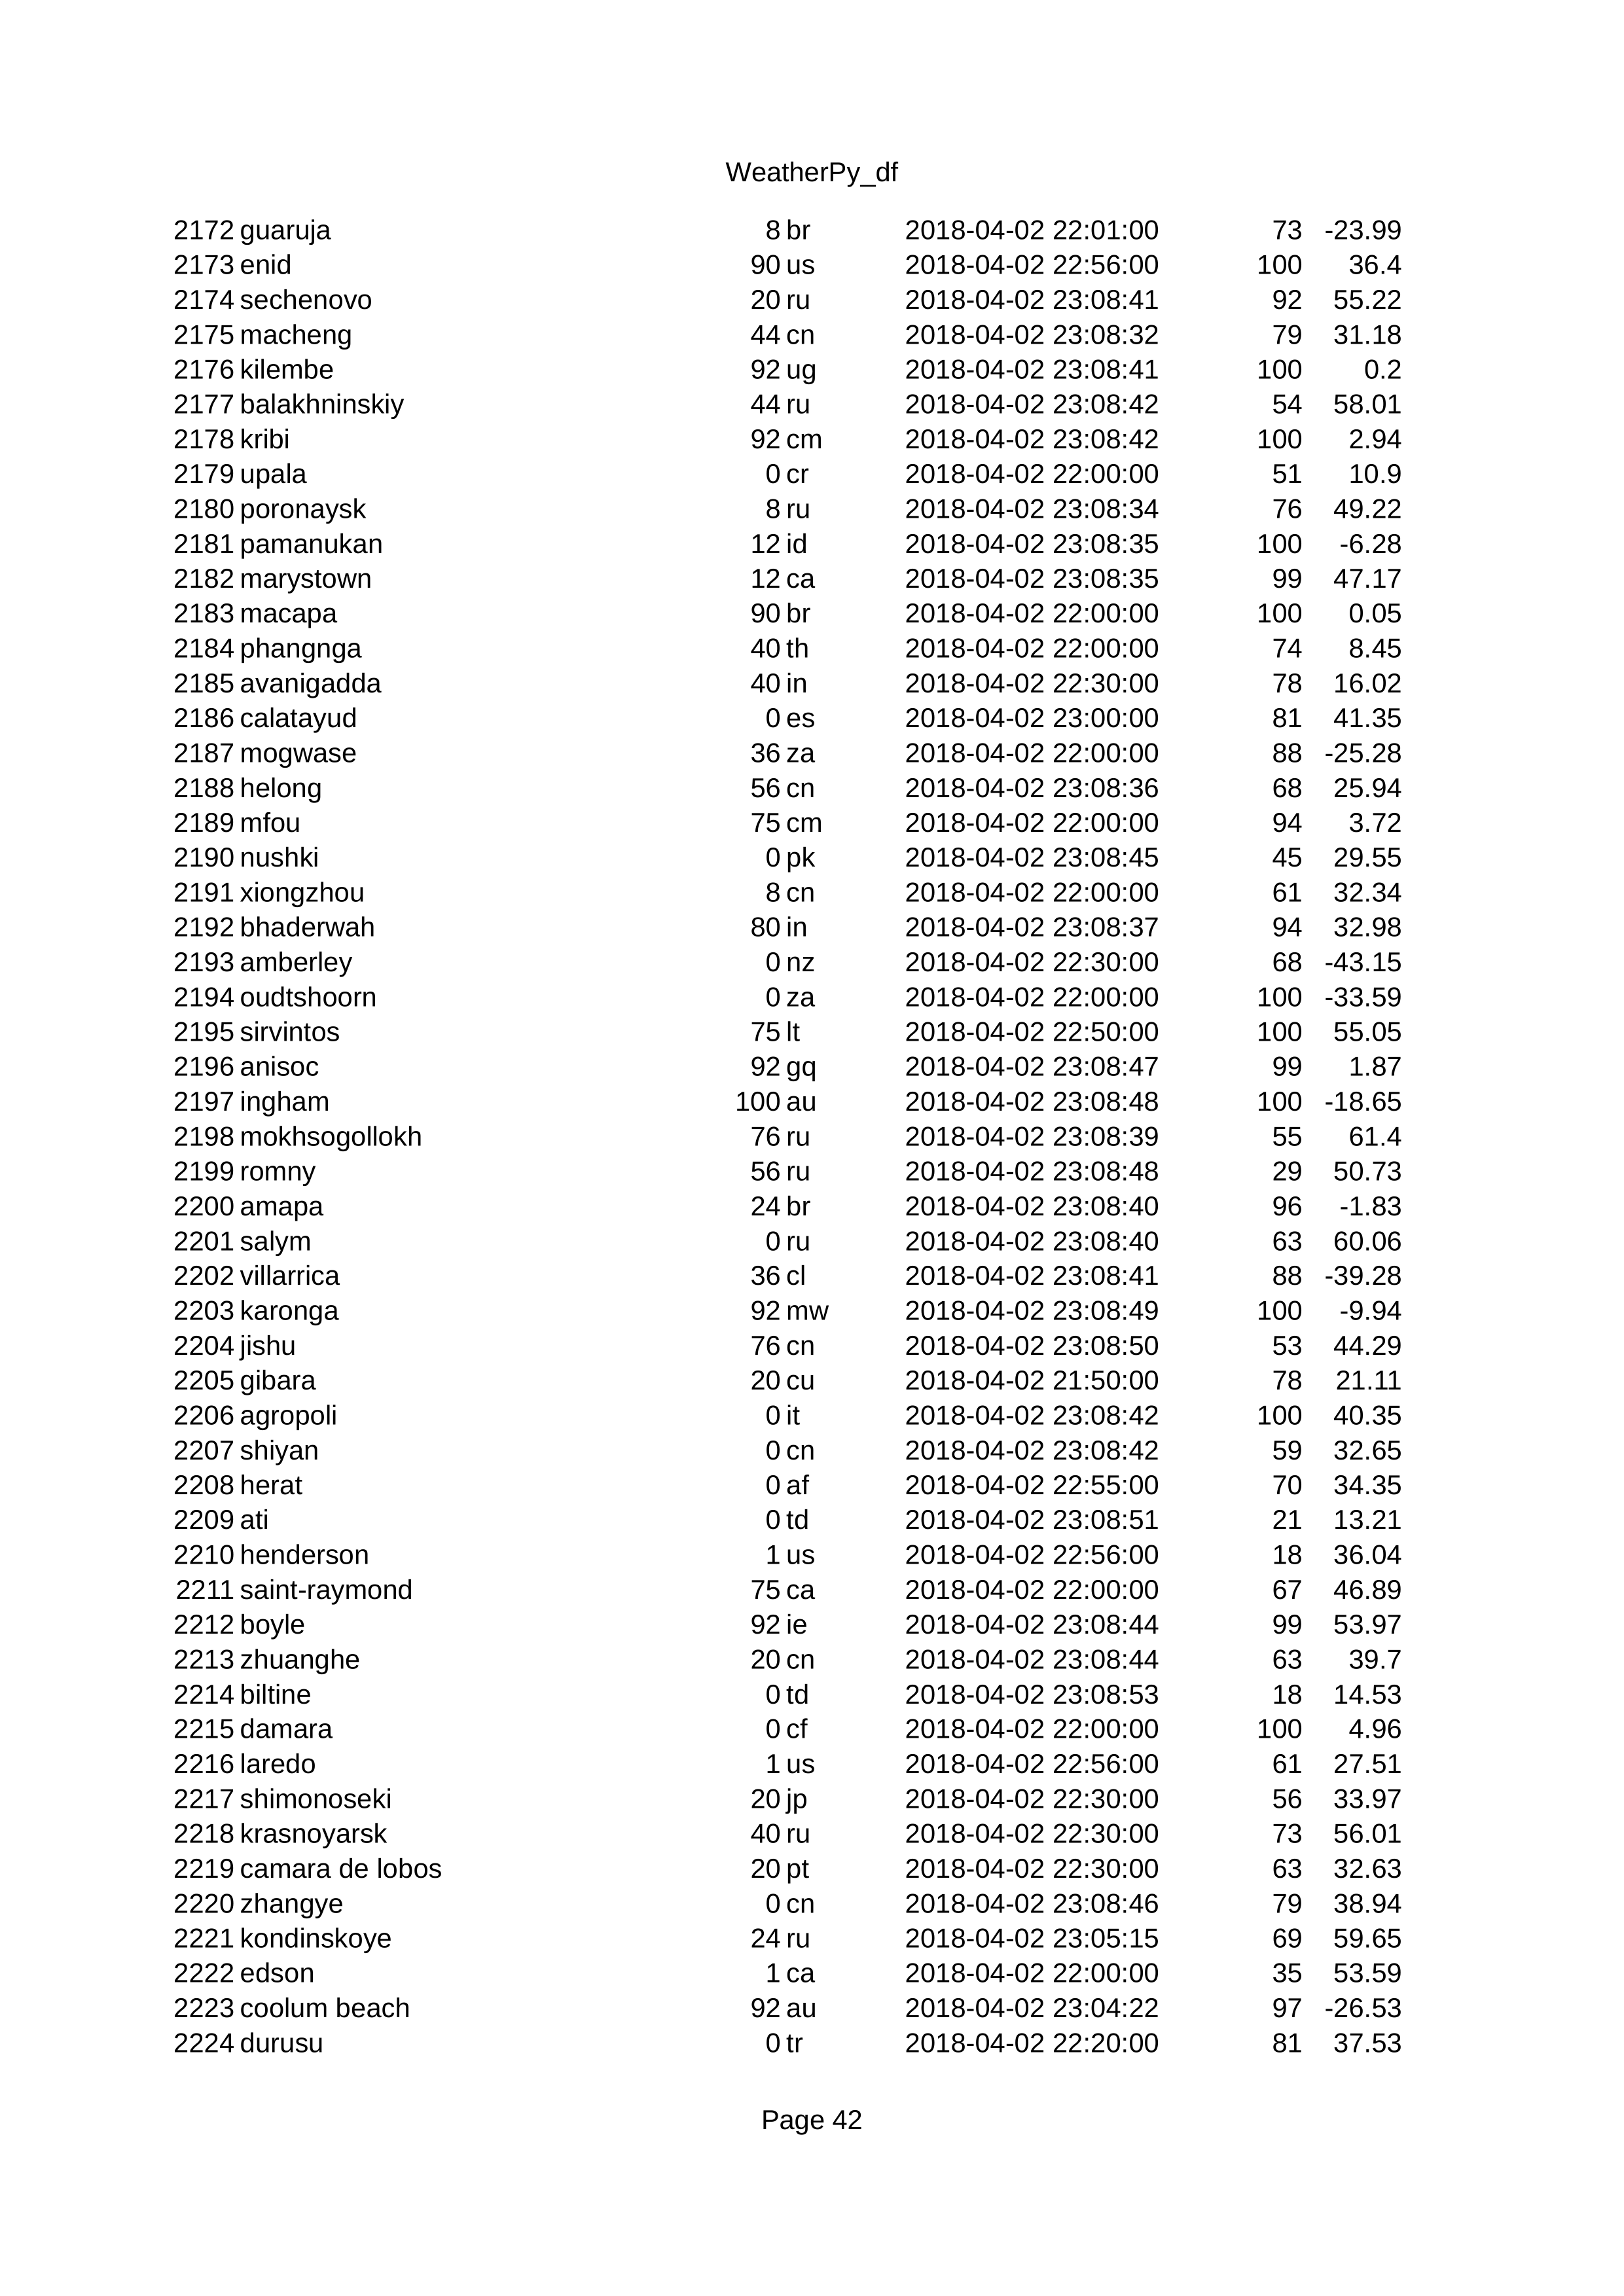 WeatherPy_df
2172 guaruja 8 br 2018-04-02 22:01:00 73 -23.99
2173 enid 90 us 2018-04-02 22:56:00 100 36.4
2174 sechenovo 20 ru 2018-04-02 23:08:41 92 55.22
2175 macheng 44 cn 2018-04-02 23:08:32 79 31.18
2176 kilembe 92 ug 2018-04-02 23:08:41 100 0.2
2177 balakhninskiy 44 ru 2018-04-02 23:08:42 54 58.01
2178 kribi 92 cm 2018-04-02 23:08:42 100 2.94
2179 upala 0 cr 2018-04-02 22:00:00 51 10.9
2180 poronaysk 8 ru 2018-04-02 23:08:34 76 49.22
2181 pamanukan 12 id 2018-04-02 23:08:35 100 -6.28
2182 marystown 12 ca 2018-04-02 23:08:35 99 47.17
2183 macapa 90 br 2018-04-02 22:00:00 100 0.05
2184 phangnga 40 th 2018-04-02 22:00:00 74 8.45
2185 avanigadda 40 in 2018-04-02 22:30:00 78 16.02
2186 calatayud 0 es 2018-04-02 23:00:00 81 41.35
2187 mogwase 36 za 2018-04-02 22:00:00 88 -25.28
2188 helong 56 cn 2018-04-02 23:08:36 68 25.94
2189 mfou 75 cm 2018-04-02 22:00:00 94 3.72
2190 nushki 0 pk 2018-04-02 23:08:45 45 29.55
2191 xiongzhou 8 cn 2018-04-02 22:00:00 61 32.34
2192 bhaderwah 80 in 2018-04-02 23:08:37 94 32.98
2193 amberley 0 nz 2018-04-02 22:30:00 68 -43.15
2194 oudtshoorn 0 za 2018-04-02 22:00:00 100 -33.59
2195 sirvintos 75 lt 2018-04-02 22:50:00 100 55.05
2196 anisoc 92 gq 2018-04-02 23:08:47 99 1.87
2197 ingham 100 au 2018-04-02 23:08:48 100 -18.65
2198 mokhsogollokh 76 ru 2018-04-02 23:08:39 55 61.4
2199 romny 56 ru 2018-04-02 23:08:48 29 50.73
2200 amapa 24 br 2018-04-02 23:08:40 96 -1.83
2201 salym 0 ru 2018-04-02 23:08:40 63 60.06
2202 villarrica 36 cl 2018-04-02 23:08:41 88 -39.28
2203 karonga 92 mw 2018-04-02 23:08:49 100 -9.94
2204 jishu 76 cn 2018-04-02 23:08:50 53 44.29
2205 gibara 20 cu 2018-04-02 21:50:00 78 21.11
2206 agropoli 0 it 2018-04-02 23:08:42 100 40.35
2207 shiyan 0 cn 2018-04-02 23:08:42 59 32.65
2208 herat 0 af 2018-04-02 22:55:00 70 34.35
2209 ati 0 td 2018-04-02 23:08:51 21 13.21
2210 henderson 1 us 2018-04-02 22:56:00 18 36.04
2211 saint-raymond 75 ca 2018-04-02 22:00:00 67 46.89
2212 boyle 92 ie 2018-04-02 23:08:44 99 53.97
2213 zhuanghe 20 cn 2018-04-02 23:08:44 63 39.7
2214 biltine 0 td 2018-04-02 23:08:53 18 14.53
2215 damara 0 cf 2018-04-02 22:00:00 100 4.96
2216 laredo 1 us 2018-04-02 22:56:00 61 27.51
2217 shimonoseki 20 jp 2018-04-02 22:30:00 56 33.97
2218 krasnoyarsk 40 ru 2018-04-02 22:30:00 73 56.01
2219 camara de lobos 20 pt 2018-04-02 22:30:00 63 32.63
2220 zhangye 0 cn 2018-04-02 23:08:46 79 38.94
2221 kondinskoye 24 ru 2018-04-02 23:05:15 69 59.65
2222 edson 1 ca 2018-04-02 22:00:00 35 53.59
2223 coolum beach 92 au 2018-04-02 23:04:22 97 -26.53
2224 durusu 0 tr 2018-04-02 22:20:00 81 37.53
Page 42